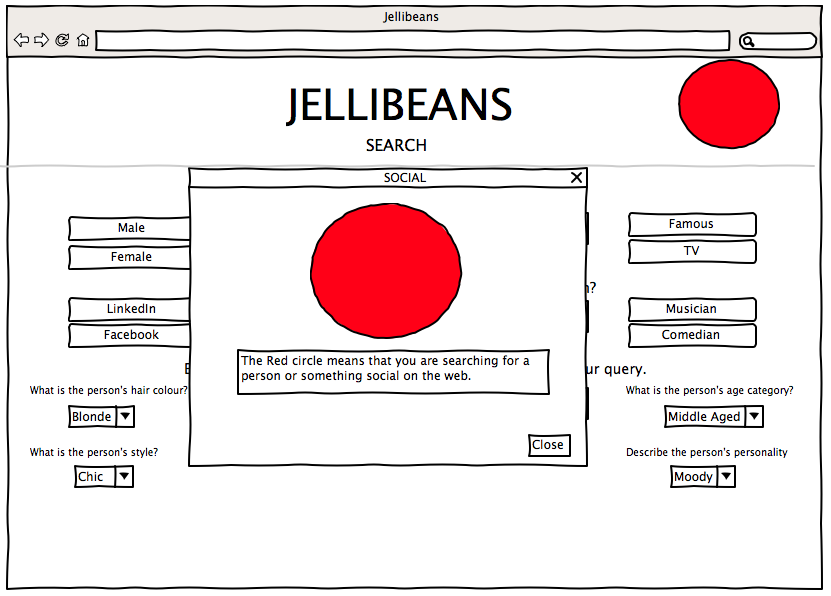 Jellibeans
JELLIBEANS
SEARCH
SOCIAL
Male
Famous
Female
TV
LinkedIn
Musician
Facebook
Comedian
The Red circle means that you are searching for a
person or something social on the web.
query.
What is the person's hair colour?
What is the person's age category?
Blonde
Middle Aged
Close
What is the person's style?
Describe the person's personality
Chic
Moody